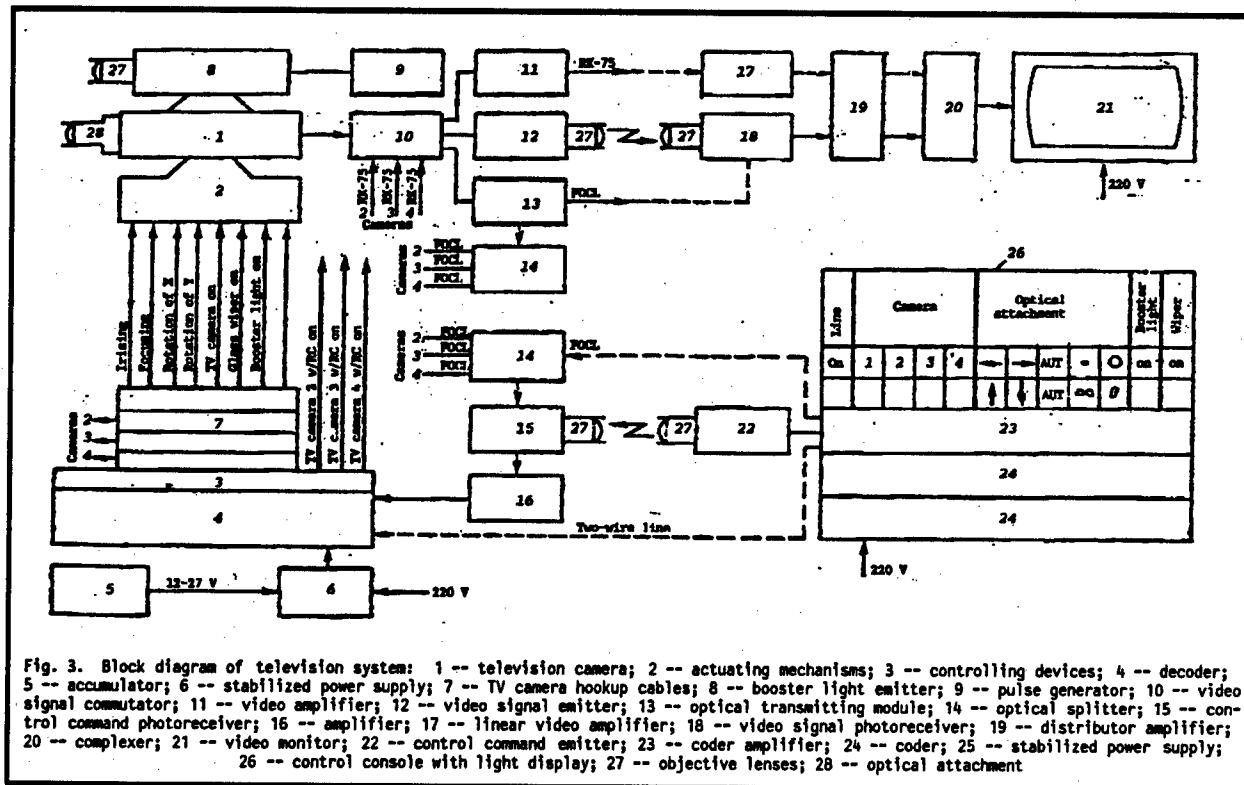 27
8
9
11
RK-75
17
19
20
21
28
1
10
12
27
27
18
2
2 RK-75
3 RK-75
4 RK-75
Cameras
13
FOCL
220 V
Cameras
2 FOCL
3 FOCL
4 FOCL
14
Irising
Focusing
Rotation of X
Rotation of Y
TV camera on
Glass wiper on
Booster light on
TV camera 2 w/RC on
TV camera 3 w/RC on
TV camera 4 w/RC on
26
Line
Camera
Optical
attachment
Booster
light
Wiper
On 1 2 3 4 ← → AUT - O on on
↑ ↓ AUT ∞ 0
Cameras
2 FOCL
3 FOCL
4 FOCL
14
FOCL
Cameras
2
3
4
7
15
27
27
22
23
3
16
24
4
Two-wire line
24
5
12-27 V
6
220 V
220 V
Fig. 3. Block diagram of television system: 1 -- television camera; 2 -- actuating mechanisms; 3 -- controlling devices; 4 -- decoder;
5 -- accumulator; 6 -- stabilized power supply; 7 -- TV camera hookup cables; 8 -- booster light emitter; 9 -- pulse generator; 10 -- video
signal commutator; 11 -- video amplifier; 12 -- video signal emitter; 13 -- optical transmitting module; 14 -- optical splitter; 15 -- con-
trol command photoreceiver; 16 -- amplifier; 17 -- linear video amplifier; 18 -- video signal photoreceiver; 19 -- distributor amplifier;
20 -- complexer; 21 -- video monitor; 22 -- control command emitter; 23 -- coder amplifier; 24 -- coder; 25 -- stabilized power supply;
26 -- control console with light display; 27 -- objective lenses; 28 -- optical attachment